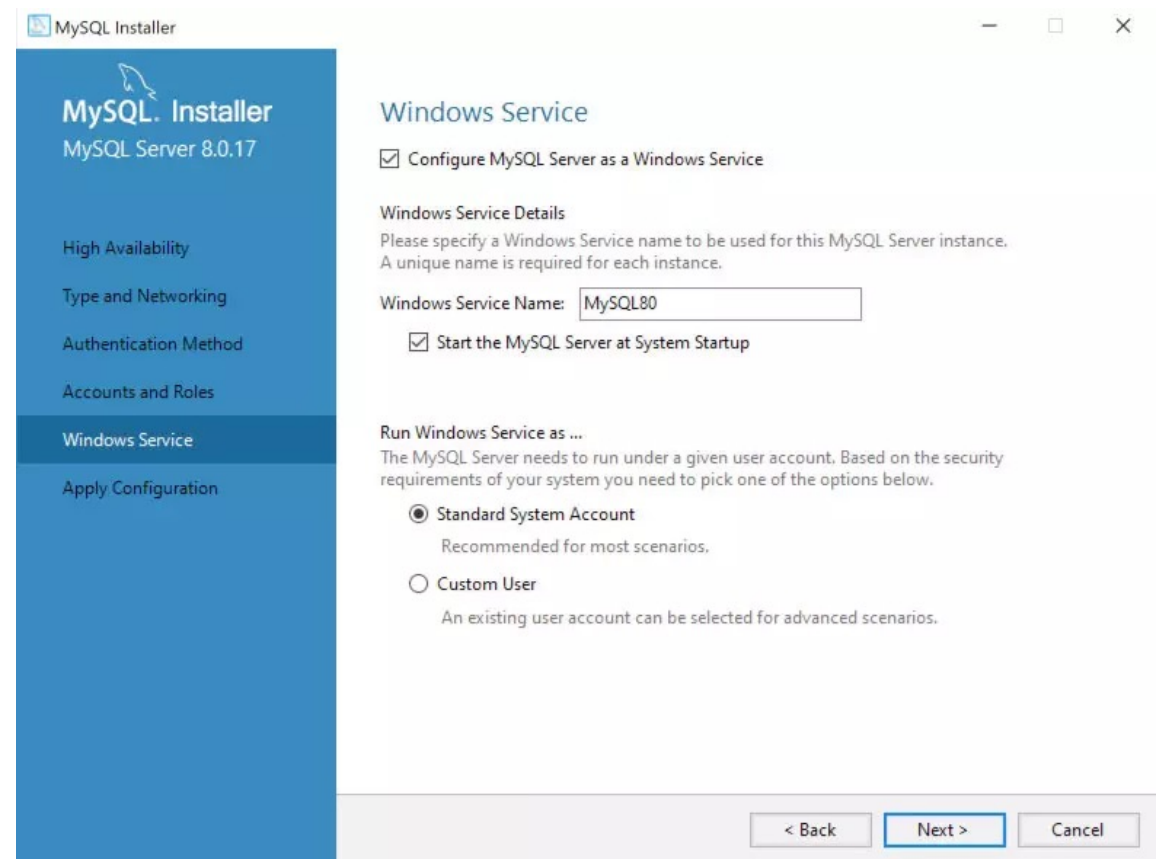 MySQL Installer
MySQL. Installer
MySQL Server 8.0.17
High Availability
Type and Networking
Authentication Method
Accounts and Roles
Windows Service
Apply Configuration
Windows Service
Configure MySQL Server as a Windows Service
Windows Service Details
Please specify a Windows Service name to be used for this MySQL Server instance.
A unique name is required for each instance.
Windows Service Name: MySQL80
Start the MySQL Server at System Startup
Run Windows Service as ...
The MySQL Server needs to run under a given user account. Based on the security
requirements of your system you need to pick one of the options below.
Standard System Account
Recommended for most scenarios.
Custom User
An existing user account can be selected for advanced scenarios.
< Back Next > Cancel